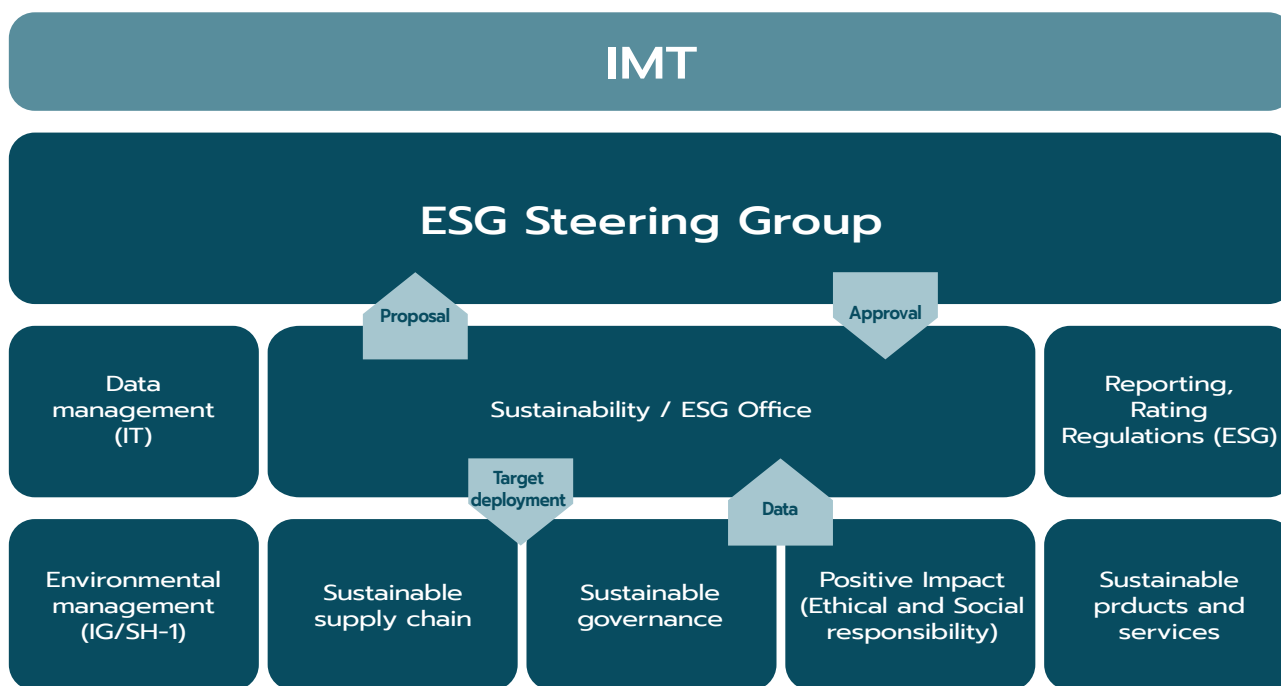 IMT
ESG Steering Group
Proposal
Approval
Data
management
(IT)
Sustainability / ESG Office
Reporting,
Rating
Regulations (ESG)
Target
deployment
Data
Environmental
management
(IG/SH-1)
Sustainable
supply chain
Sustainable
governance
Positive Impact
(Ethical and Social
responsibility)
Sustainable
prducts and
services